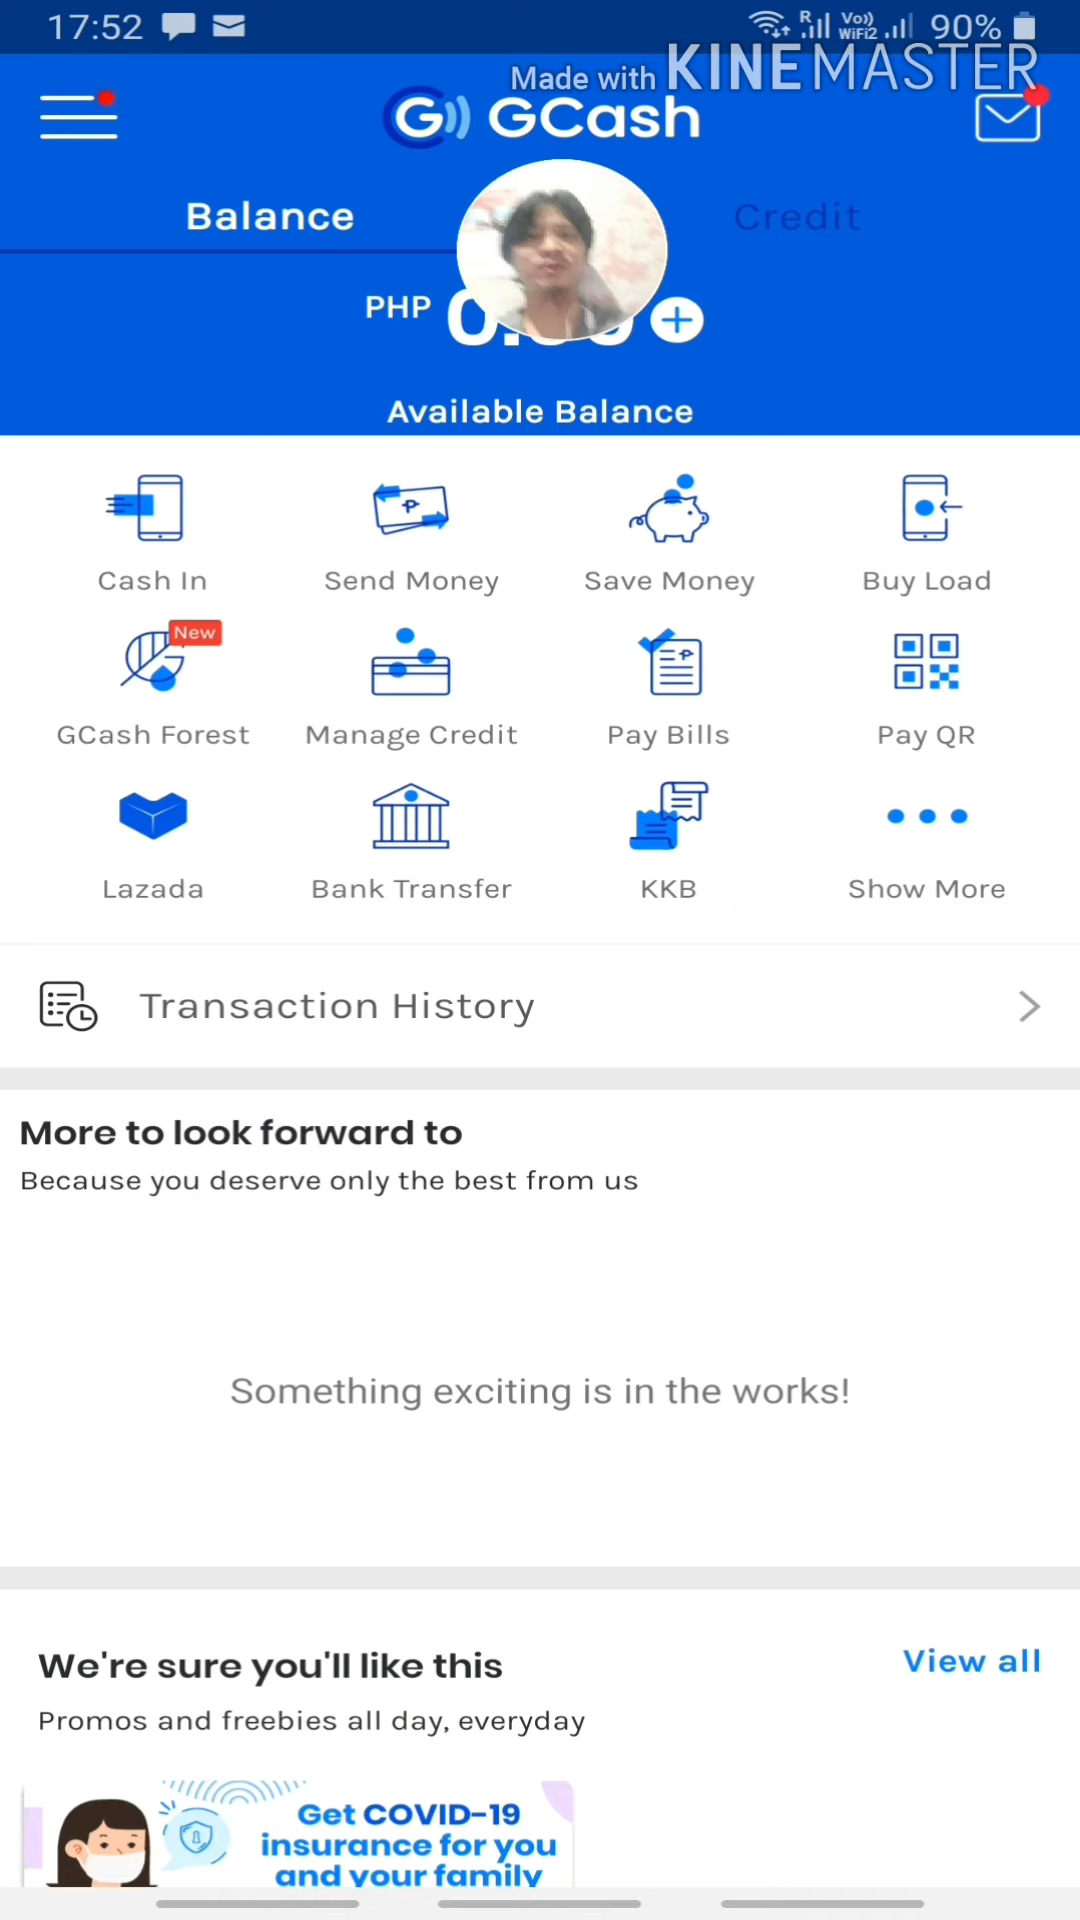 17:52 R Vo)) WiFi2 90%
Made with KINEMASTER
G)) GCash
Balance Credit
PHP
Available Balance
Cash In Send Money Save Money Buy Load
New
GCash Forest Manage Credit Pay Bills Pay QR
Lazada Bank Transfer KKB Show More
Transaction History
More to look forward to
Because you deserve only the best from us
Something exciting is in the works!
We're sure you'll like this View all
Promos and freebies all day, everyday
Get COVID-19
insurance for you
and your family